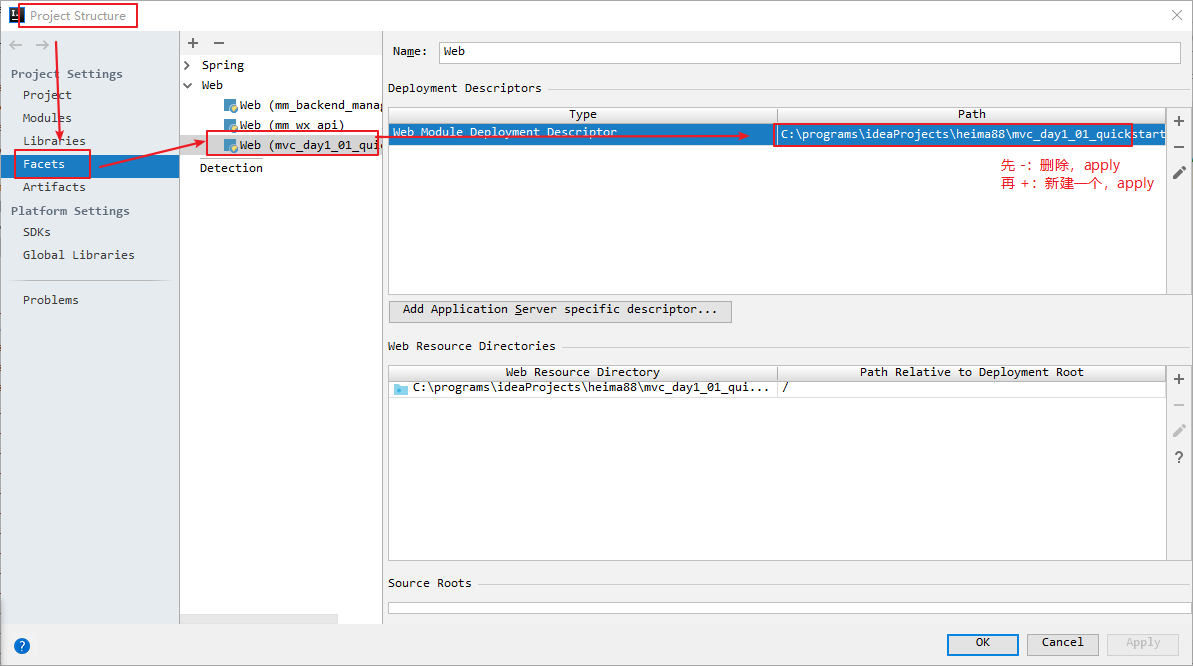 Project Structure
Project Settings
Project
Modules
Libraries
Facets
Artifacts
Platform Settings
SDKs
Global Libraries
Problems
Spring
Web
Web (mm_backend_manag
Web (mm_wx_api)
Web (mvc_day1_01_qui
Detection
Name: Web
Deployment Descriptors
Type Path
Web Module Deployment Descriptor C:\programs\ideaProjects\heima88\mvc_day1_01_quickstart
先 -: 删除，apply
再 +: 新建一个，apply
Add Application Server specific descriptor...
Web Resource Directories
Web Resource Directory Path Relative to Deployment Root
C:\programs\ideaProjects\heima88\mvc_day1_01_qui... /
?
Source Roots
? OK Cancel Apply